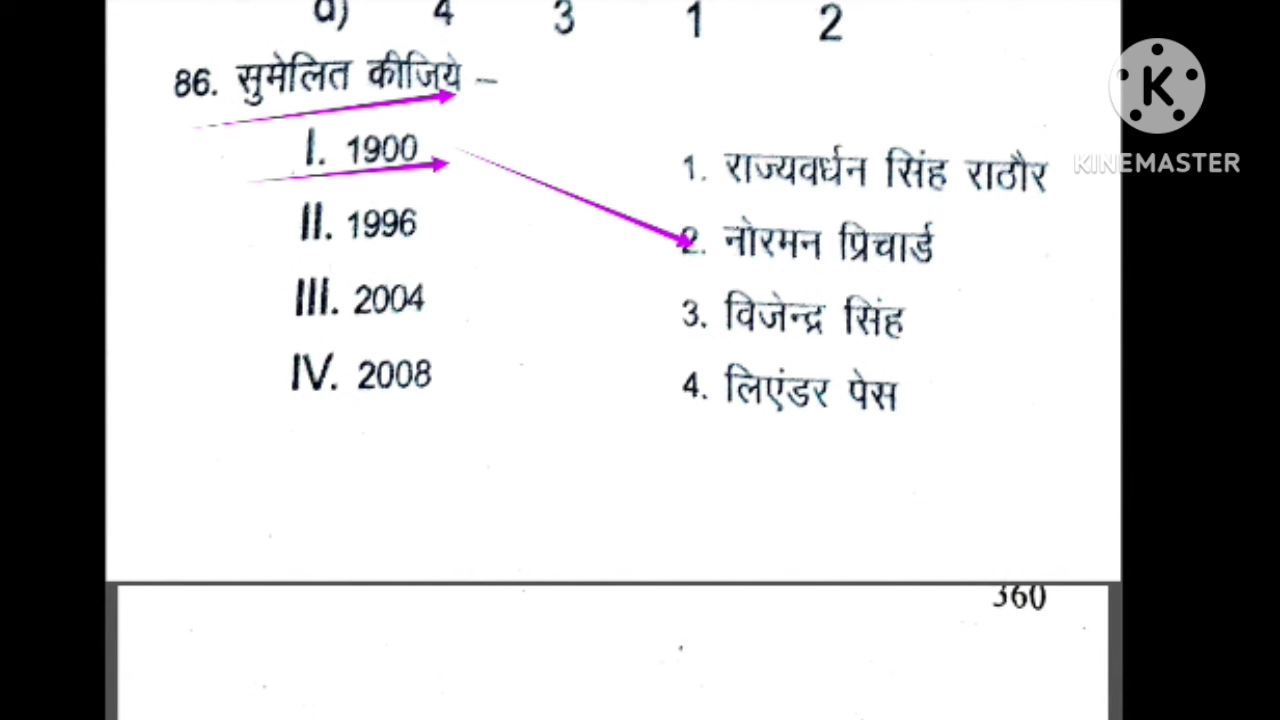 d) 4 3 1 2
86. सुमेलित कीजिये –
I. 1900
1. राज्यवर्धन सिंह राठौर
II. 1996
2. नोरमन प्रिचार्ड
III. 2004
3. विजेन्द्र सिंह
IV. 2008
4. लिएंडर पेस
360
K
KINEMASTER